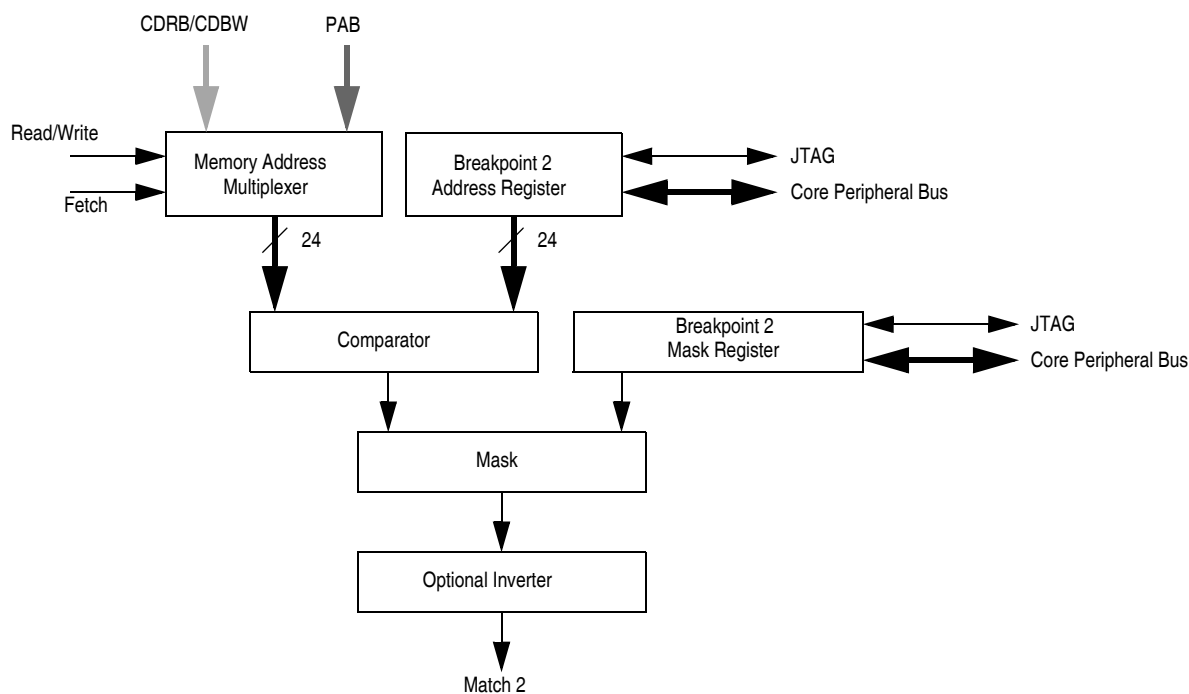 CDRB/CDBW
PAB
Read/Write
Fetch
Memory Address
Multiplexer
Breakpoint 2
Address Register
JTAG
Core Peripheral Bus
24
24
Comparator
Breakpoint 2
Mask Register
JTAG
Core Peripheral Bus
Mask
Optional Inverter
Match 2